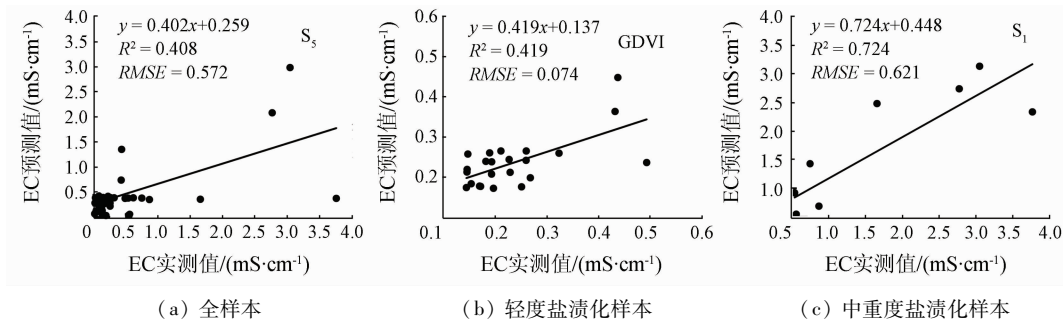 y = 0.402x+0.259
R² = 0.408
RMSE = 0.572
S₅
EC预测值/(mS·cm⁻¹)
4.0
3.5
3.0
2.5
2.0
1.5
1.0
0.5
0 0.5 1.0 1.5 2.0 2.5 3.0 3.5 4.0
EC实测值/(mS·cm⁻¹)
(a) 全样本
y = 0.419x+0.137
R² = 0.419
RMSE = 0.074
GDVI
EC预测值/(mS·cm⁻¹)
0.6
0.5
0.4
0.3
0.2
0.1 0.2 0.3 0.4 0.5 0.6
EC实测值/(mS·cm⁻¹)
(b) 轻度盐渍化样本
y = 0.724x+0.448
R² = 0.724
RMSE = 0.621
S₁
EC预测值/(mS·cm⁻¹)
4.0
3.5
3.0
2.5
2.0
1.5
1.0
0.5 1.0 1.5 2.0 2.5 3.0 3.5 4.0
EC实测值/(mS·cm⁻¹)
(c) 中重度盐渍化样本